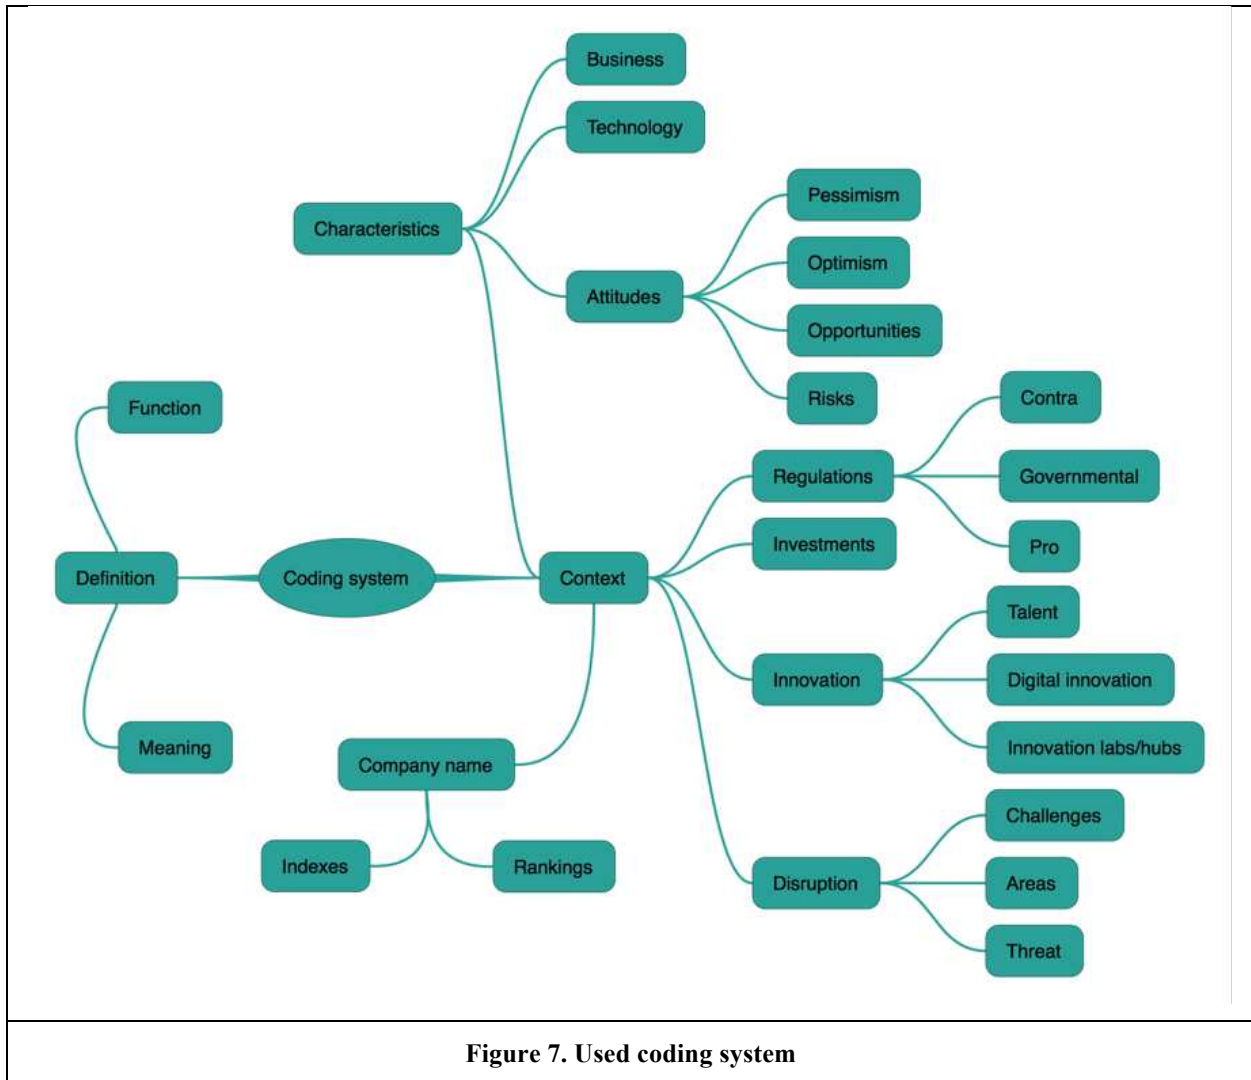 Business
Technology
Characteristics
Pessimism
Optimism
Attitudes
Opportunities
Risks
Function
Contra
Regulations
Governmental
Investments
Pro
Definition
Coding system
Context
Talent
Innovation
Digital innovation
Meaning
Innovation labs/hubs
Company name
Challenges
Indexes
Rankings
Disruption
Areas
Threat
Figure 7. Used coding system